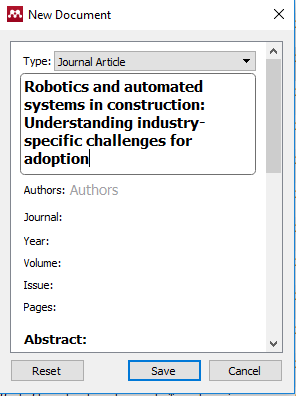 New Document
Type: Journal Article
Robotics and automated
systems in construction:
Understanding industry-
specific challenges for
adoption
Authors: Authors
Journal:
Year:
Volume:
Issue:
Pages:
Abstract:
Reset Save Cancel